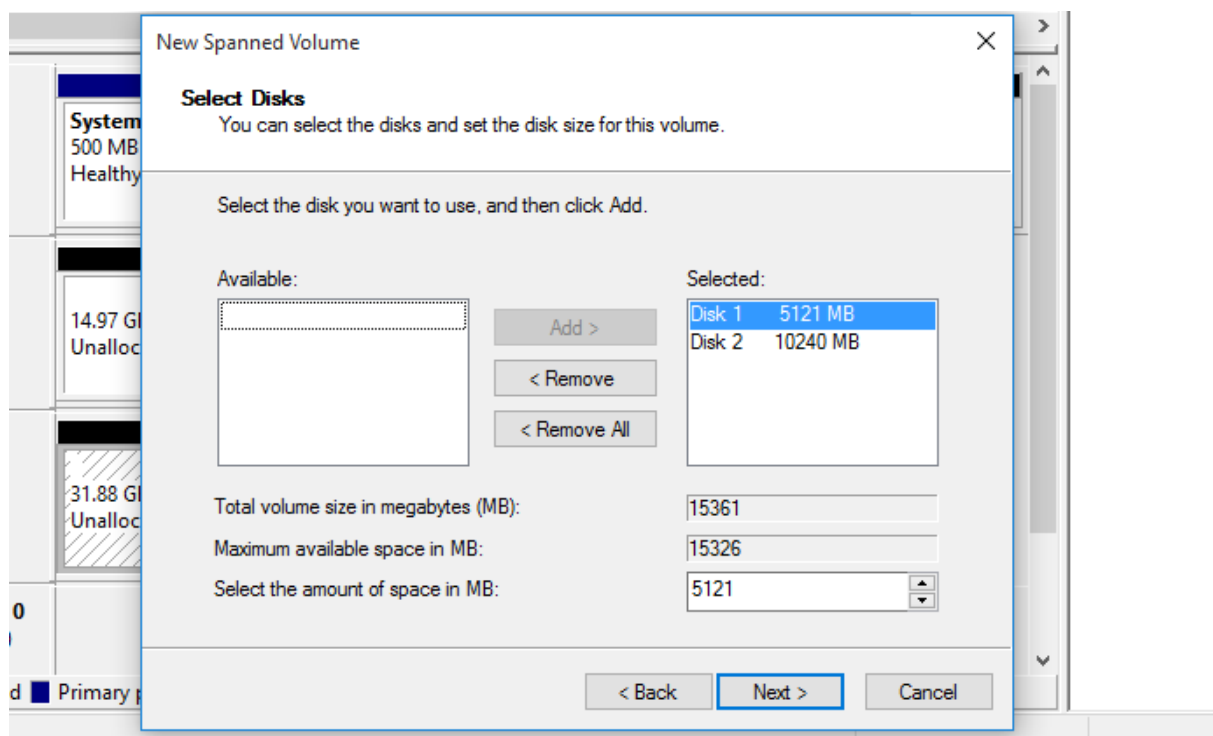 New Spanned Volume
Select Disks
You can select the disks and set the disk size for this volume.
Select the disk you want to use, and then click Add.
Available:
Selected:
Disk 1 5121 MB
Disk 2 10240 MB
Add >
< Remove
< Remove All
Total volume size in megabytes (MB): 15361
Maximum available space in MB: 15326
Select the amount of space in MB: 5121
< Back Next > Cancel
System
500 MB
Healthy
14.97 G
Unalloc
31.88 G
Unalloc
0
d Primary p